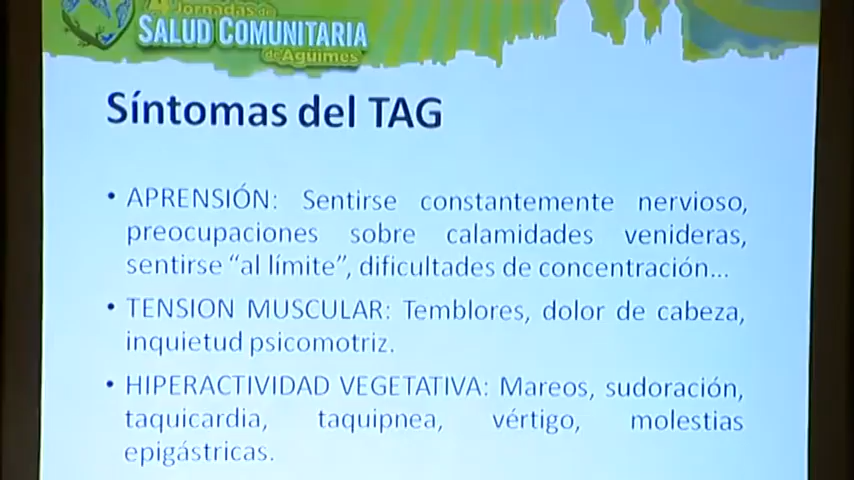 4ª Jornadas de
SALUD COMUNITARIA
de Agüimes
Síntomas del TAG
• APRENSIÓN: Sentirse constantemente nervioso,
preocupaciones sobre calamidades venideras,
sentirse “al límite”, dificultades de concentración...
• TENSION MUSCULAR: Temblores, dolor de cabeza,
inquietud psicomotriz.
• HIPERACTIVIDAD VEGETATIVA: Mareos, sudoración,
taquicardia, taquipnea, vértigo, molestias
epigástricas.